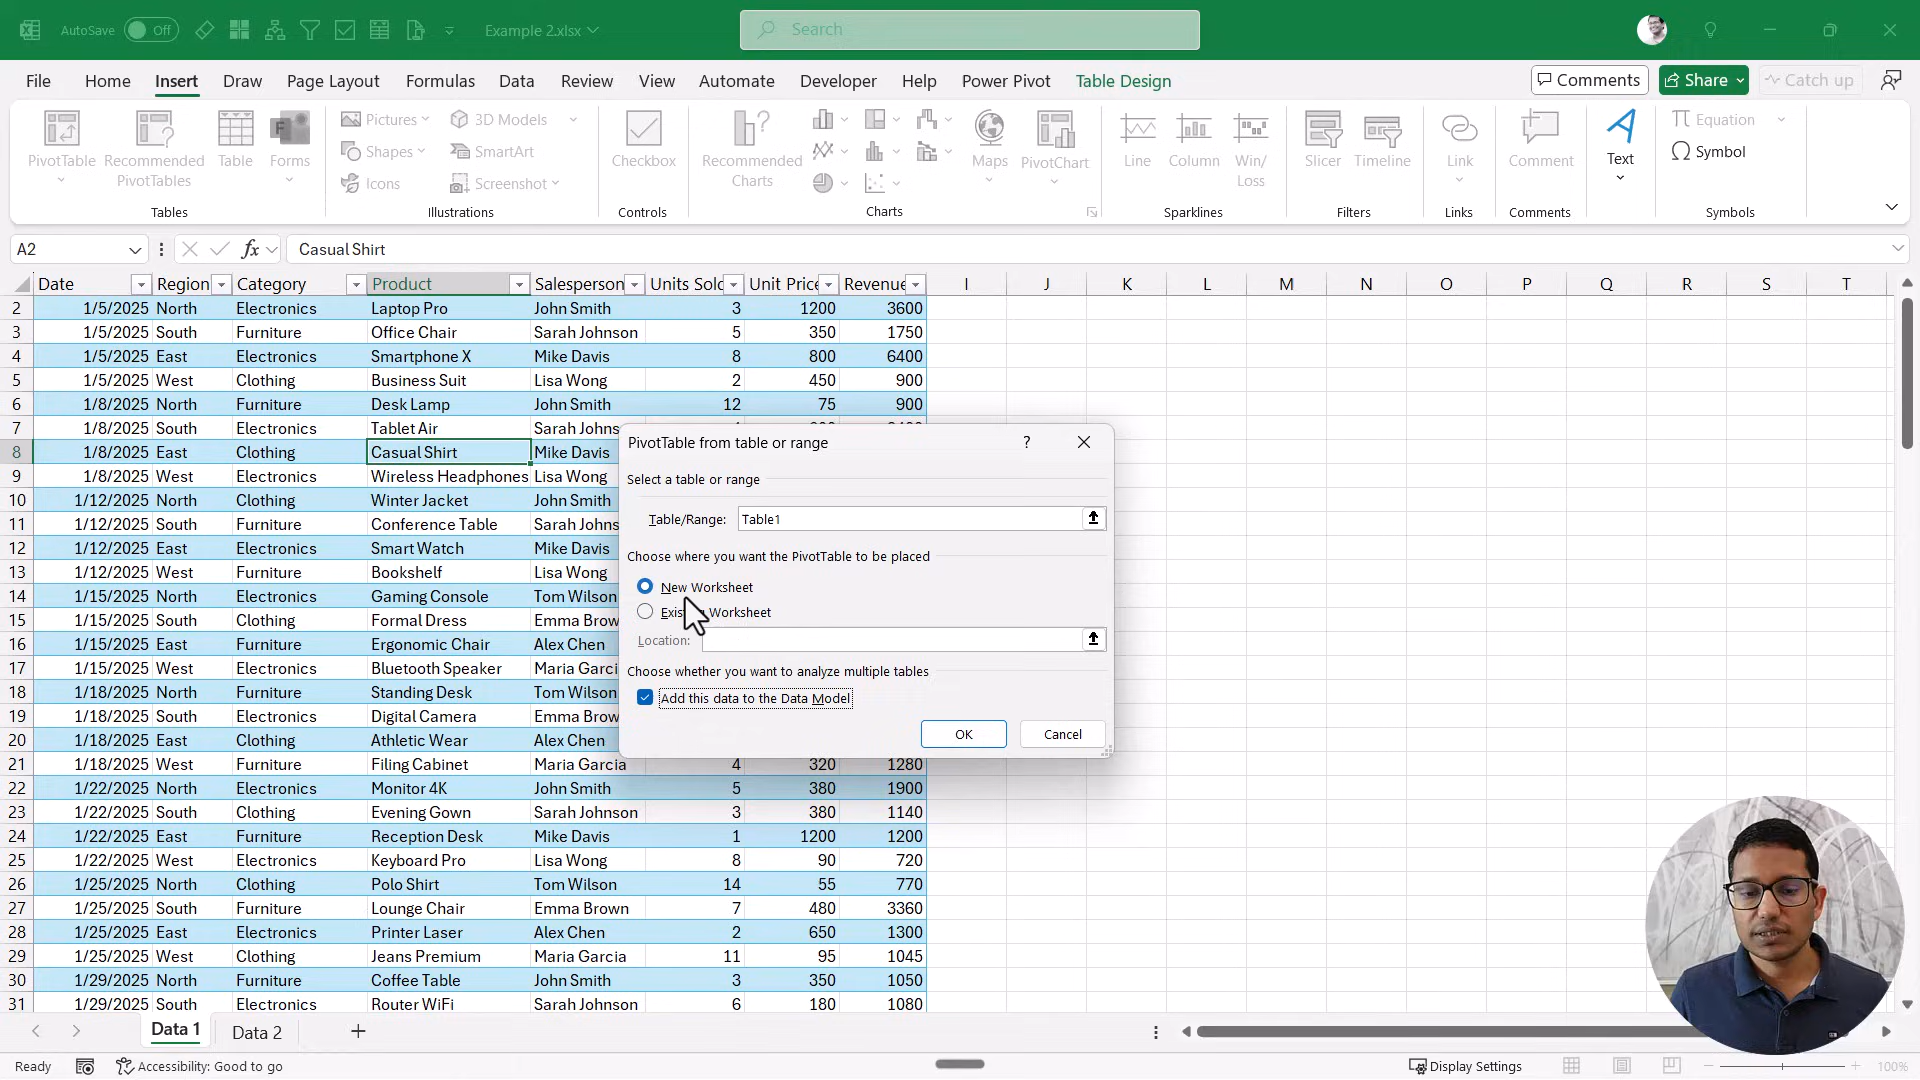 AutoSave Off Example 2.xlsx Search
File Home Insert Draw Page Layout Formulas Data Review View Automate Developer Help Power Pivot Table Design Comments Share Catch up
PivotTable Recommended PivotTables Table Forms Pictures Shapes Icons 3D Models SmartArt Screenshot Checkbox Recommended Charts Maps PivotChart Line Column Win/Loss Slicer Timeline Link Comment Text Equation Symbol
Tables Illustrations Controls Charts Sparklines Filters Links Comments Symbols
A2 fx Casual Shirt
Date Region Category Product Salesperson Units Sold Unit Price Revenue I J K L M N O P Q R S T
2 1/5/2025 North Electronics Laptop Pro John Smith 3 1200 3600
3 1/5/2025 South Furniture Office Chair Sarah Johnson 5 350 1750
4 1/5/2025 East Electronics Smartphone X Mike Davis 8 800 6400
5 1/5/2025 West Clothing Business Suit Lisa Wong 2 450 900
6 1/8/2025 North Furniture Desk Lamp John Smith 12 75 900
7 1/8/2025 South Electronics Tablet Air Sarah Johns
8 1/8/2025 East Clothing Casual Shirt Mike Davis
9 1/8/2025 West Electronics Wireless Headphones Lisa Wong
10 1/12/2025 North Clothing Winter Jacket John Smith
11 1/12/2025 South Furniture Conference Table Sarah Johns
12 1/12/2025 East Electronics Smart Watch Mike Davis
13 1/12/2025 West Furniture Bookshelf Lisa Wong
14 1/15/2025 North Electronics Gaming Console Tom Wilson
15 1/15/2025 South Clothing Formal Dress Emma Brow
16 1/15/2025 East Furniture Ergonomic Chair Alex Chen
17 1/15/2025 West Electronics Bluetooth Speaker Maria Garci
18 1/18/2025 North Furniture Standing Desk Tom Wilson
19 1/18/2025 South Electronics Digital Camera Emma Brow
20 1/18/2025 East Clothing Athletic Wear Alex Chen
21 1/18/2025 West Furniture Filing Cabinet Maria Garcia 4 320 1280
22 1/22/2025 North Electronics Monitor 4K John Smith 5 380 1900
23 1/22/2025 South Clothing Evening Gown Sarah Johnson 3 380 1140
24 1/22/2025 East Furniture Reception Desk Mike Davis 1 1200 1200
25 1/22/2025 West Electronics Keyboard Pro Lisa Wong 8 90 720
26 1/25/2025 North Clothing Polo Shirt Tom Wilson 14 55 770
27 1/25/2025 South Furniture Lounge Chair Emma Brown 7 480 3360
28 1/25/2025 East Electronics Printer Laser Alex Chen 2 650 1300
29 1/25/2025 West Clothing Jeans Premium Maria Garcia 11 95 1045
30 1/29/2025 North Furniture Coffee Table John Smith 3 350 1050
31 1/29/2025 South Electronics Router WiFi Sarah Johnson 6 180 1080
PivotTable from table or range ?
Select a table or range
Table/Range: Table1
Choose where you want the PivotTable to be placed
New Worksheet
Worksheet
Location:
Choose whether you want to analyze multiple tables
Add this data to the Data Model
OK Cancel
Data 1 Data 2
Ready Accessibility: Good to go Display Settings 100%